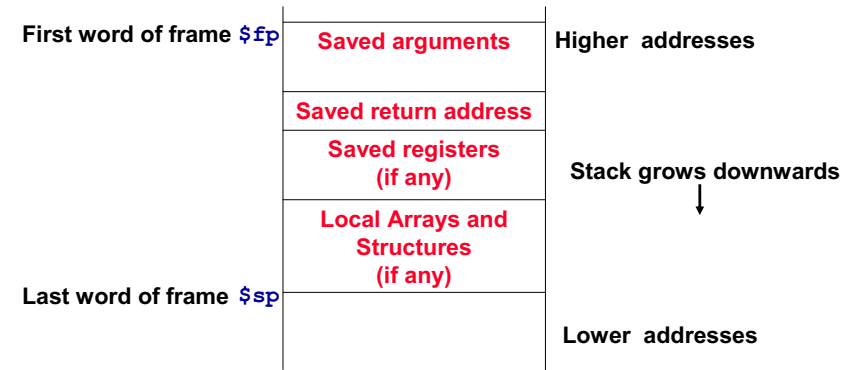 First word of frame $fp
Saved arguments
Higher addresses
Saved return address
Saved registers
(if any)
Stack grows downwards
Local Arrays and
Structures
(if any)
Last word of frame $sp
Lower addresses